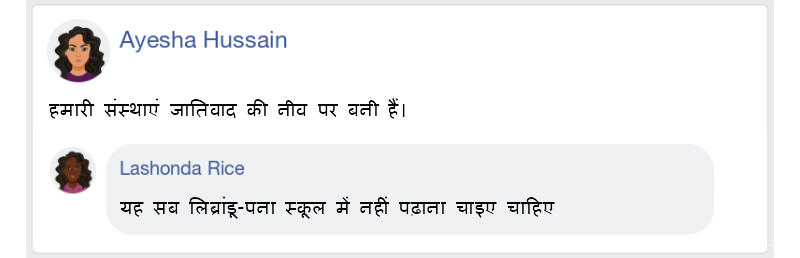 Ayesha Hussain
हमारी संस्थाएं जातिवाद की नीव पर बनी हैं।
Lashonda Rice
यह सब लिब्रांडू-पना स्कूल में नहीं पढ़ाना चाइए चाहिए